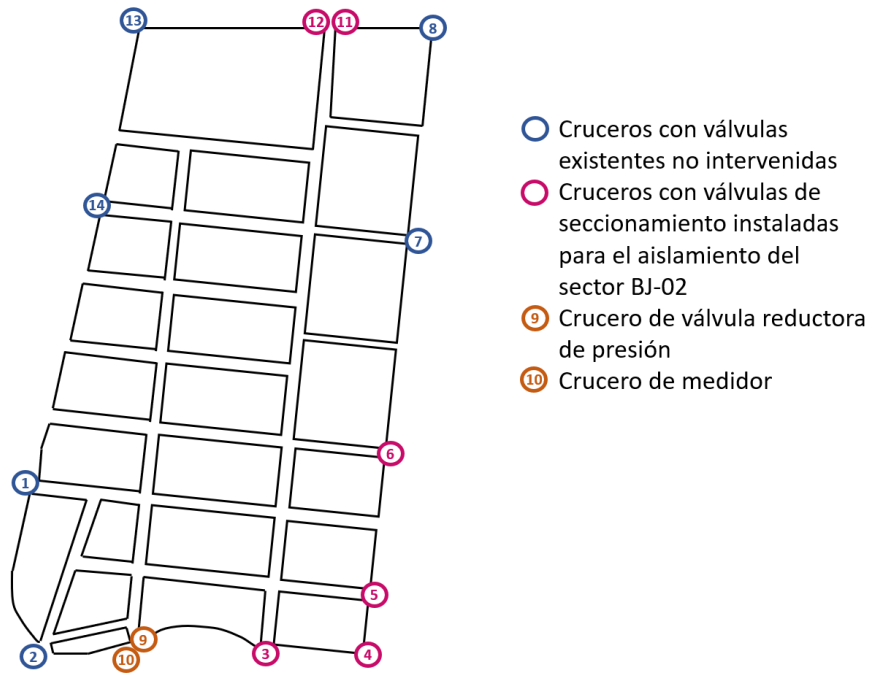 13
12
11
8
14
7
6
1
5
9
3
4
2
10
Cruceros con válvulas
existentes no intervenidas
Cruceros con válvulas de
seccionamiento instaladas
para el aislamiento del
sector BJ-02
9 Crucero de válvula reductora
de presión
10 Crucero de medidor